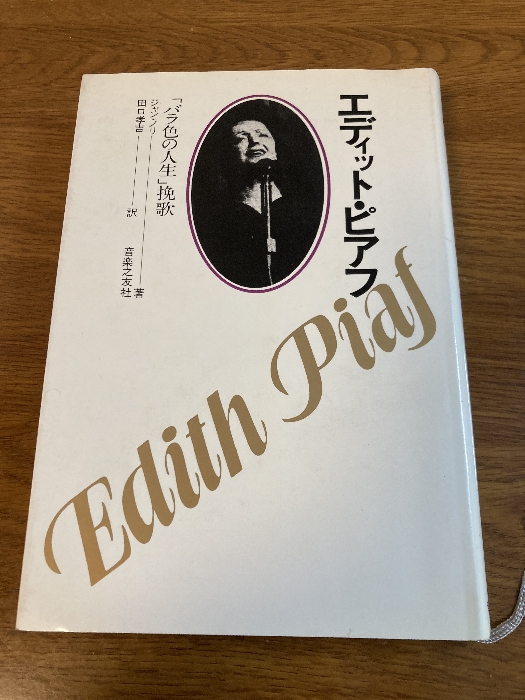 エディット・ピアフ
「バラ色の人生」挽歌
ジャン・ノリ———著
田口孝吉———訳
音楽之友社
Edith Piaf